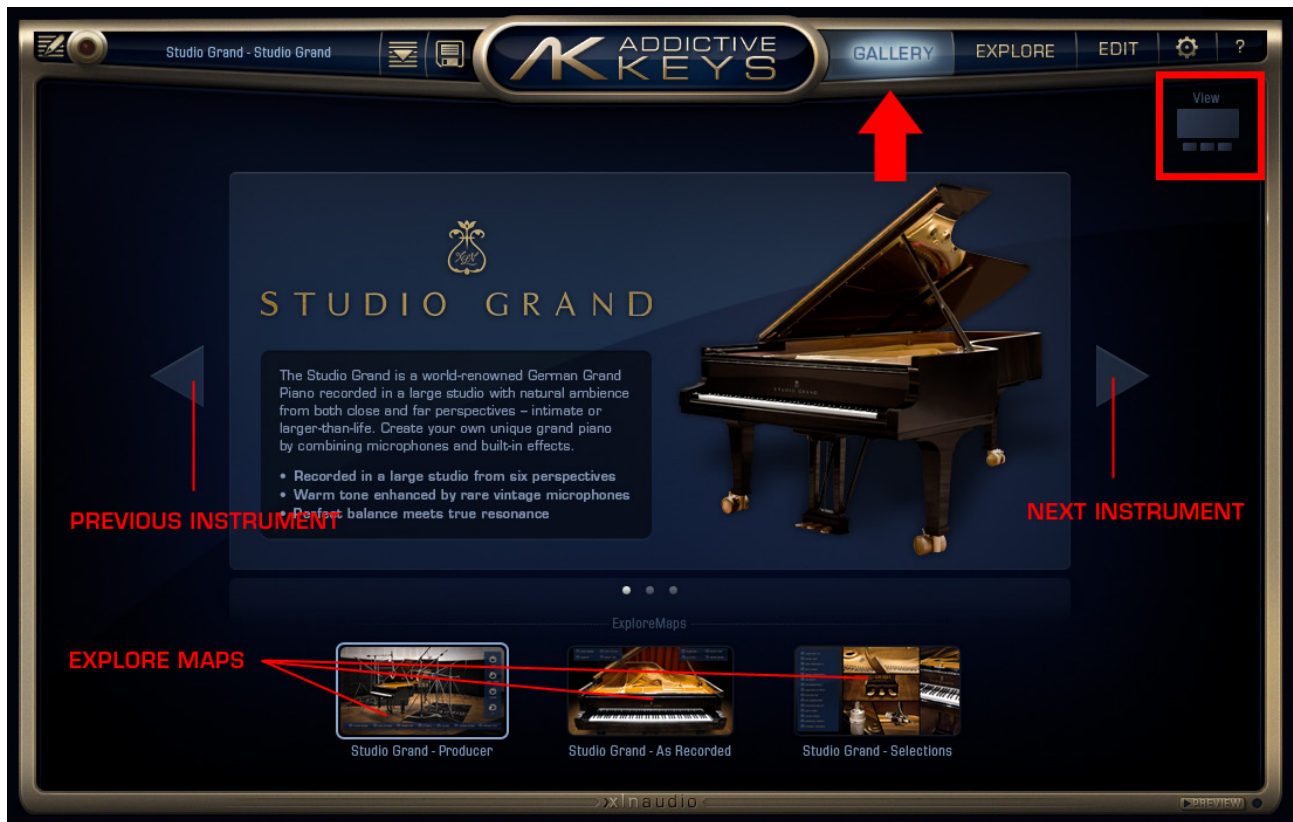 Studio Grand - Studio Grand
ADDICTIVE
KEYS
GALLERY
EXPLORE
EDIT
?
View
STUDIO GRAND
The Studio Grand is a world-renowned German Grand
Piano recorded in a large studio with natural ambience
from both close and far perspectives – intimate or
larger-than-life. Create your own unique grand piano
by combining microphones and built-in effects.
• Recorded in a large studio from six perspectives
• Warm tone enhanced by rare vintage microphones
• Perfect balance meets true resonance
STUDIO GRAND
PREVIOUS INSTRUMENT
NEXT INSTRUMENT
ExploreMaps
EXPLORE MAPS
Studio Grand - Producer
Studio Grand - As Recorded
Studio Grand - Selections
xlnaudio
PREVIEW